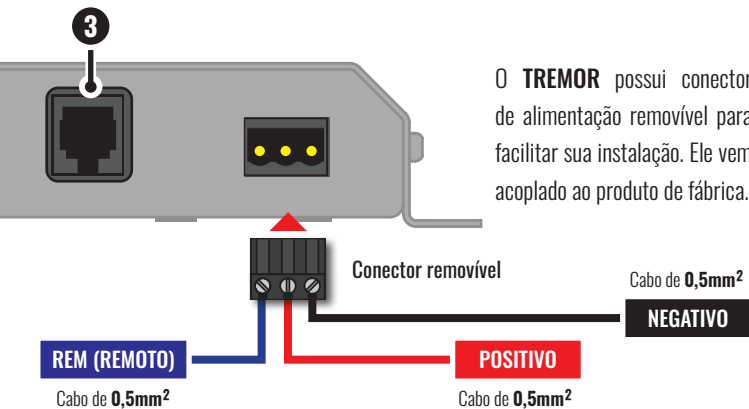 3
O TREMOR possui conector
de alimentação removível para
facilitar sua instalação. Ele vem
acoplado ao produto de fábrica.
Conector removível
Cabo de 0,5mm²
NEGATIVO
REM (REMOTO)
POSITIVO
Cabo de 0,5mm²
Cabo de 0,5mm²